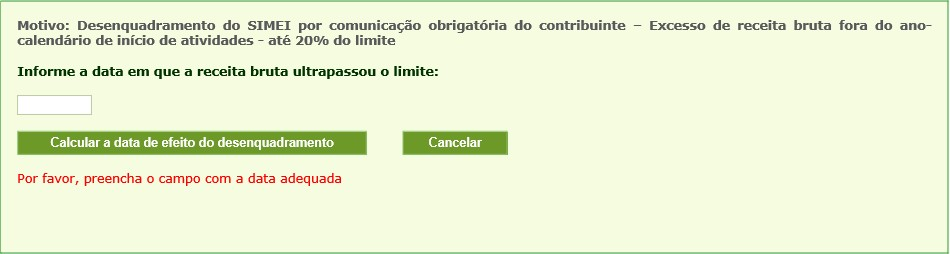 Motivo: Desenquadramento do SIMEI por comunicação obrigatória do contribuinte – Excesso de receita bruta fora do ano-
calendário de início de atividades - até 20% do limite
Informe a data em que a receita bruta ultrapassou o limite:
Calcular a data de efeito do desenquadramento Cancelar
Por favor, preencha o campo com a data adequada